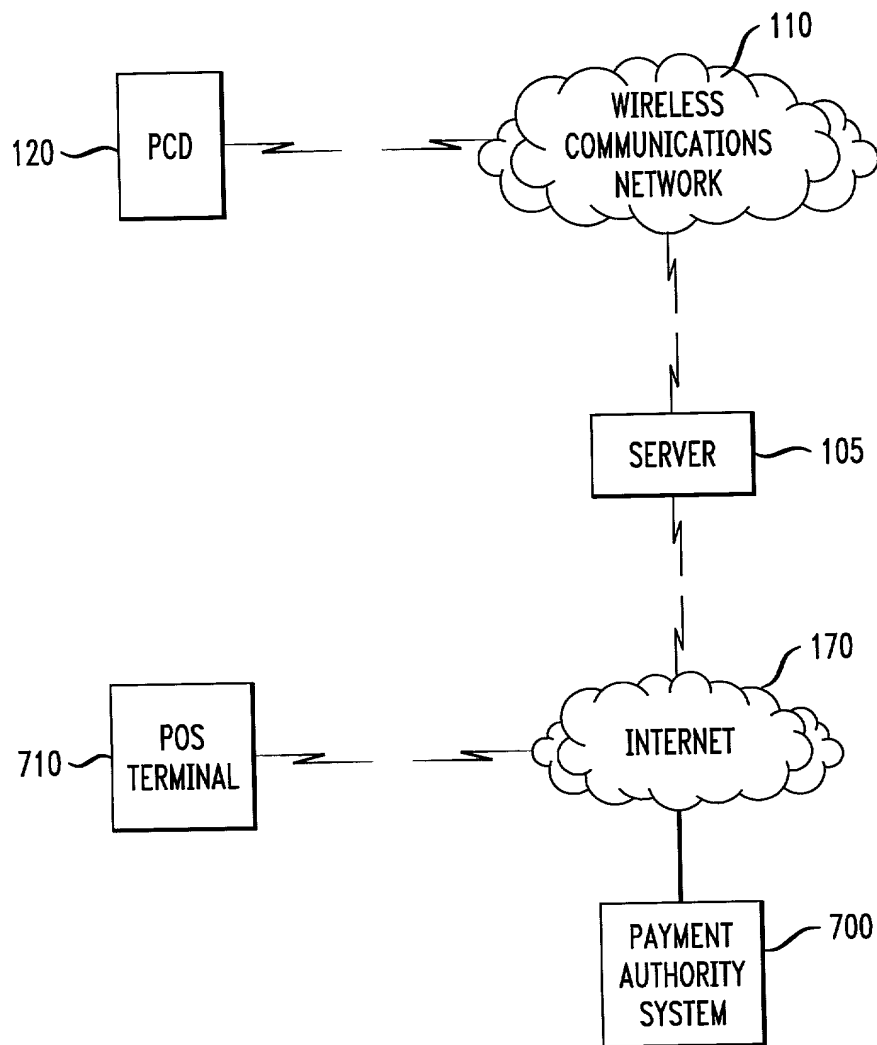 110
WIRELESS
COMMUNICATIONS
NETWORK
120
PCD
SERVER
105
170
INTERNET
710
POS
TERMINAL
PAYMENT
AUTHORITY
SYSTEM
700